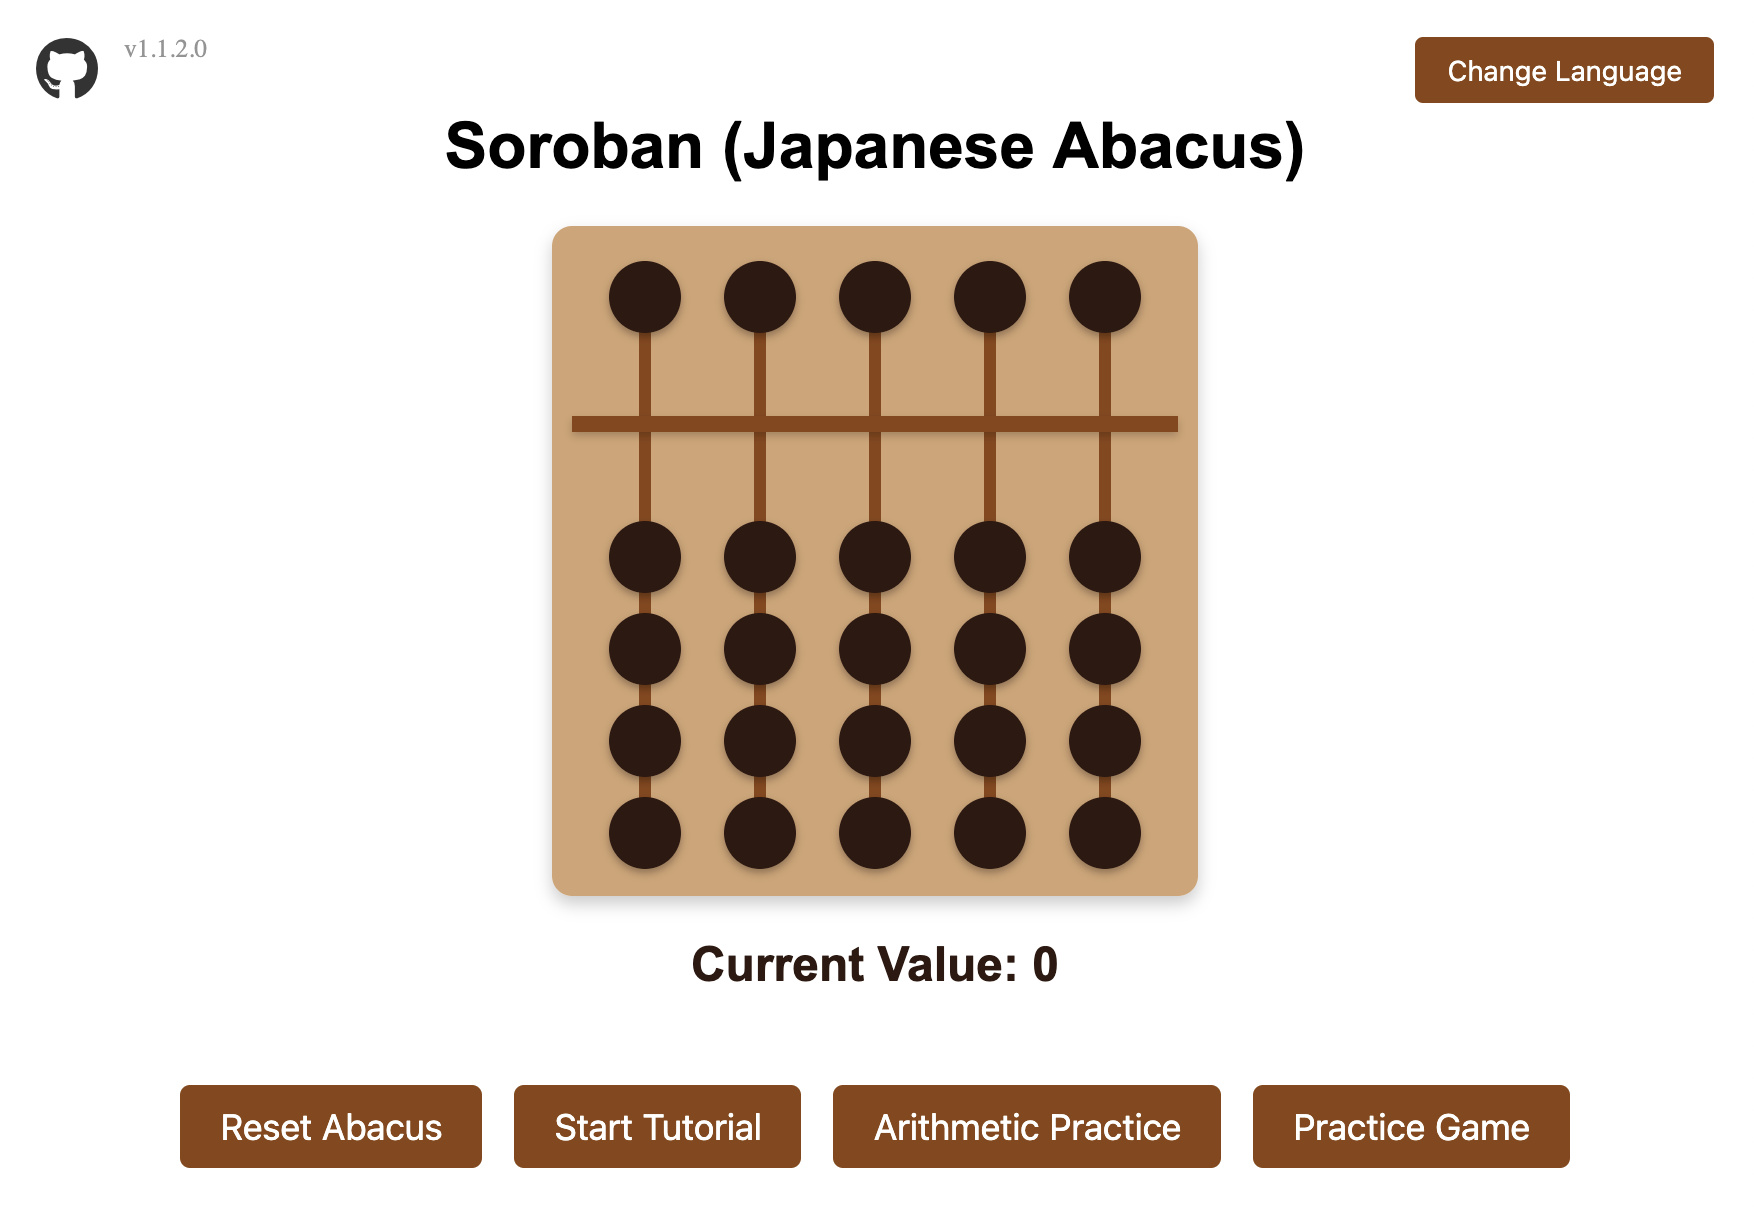 v1.1.2.0
Change Language
Soroban (Japanese Abacus)
Current Value: 0
Reset Abacus
Start Tutorial
Arithmetic Practice
Practice Game